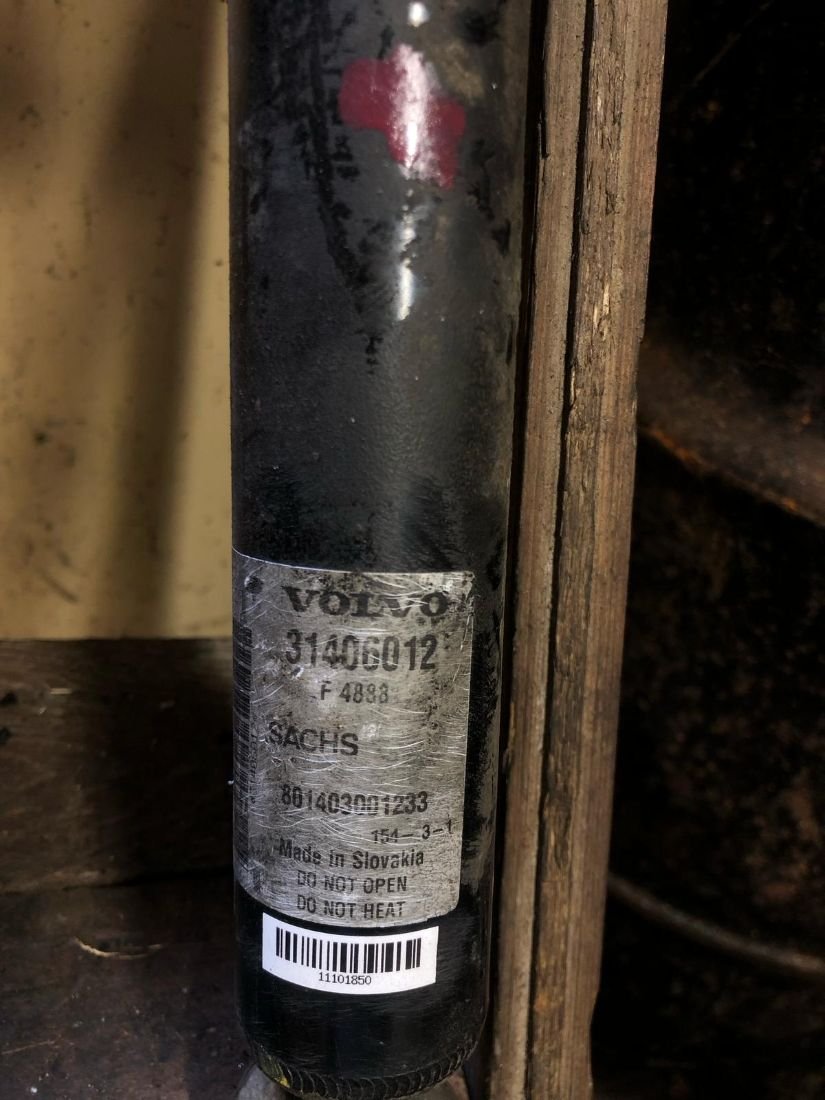 VOLVO
31406012
F 4888
SACHS
801403001233
154-3-1
Made in Slovakia
DO NOT OPEN
DO NOT HEAT
11101850